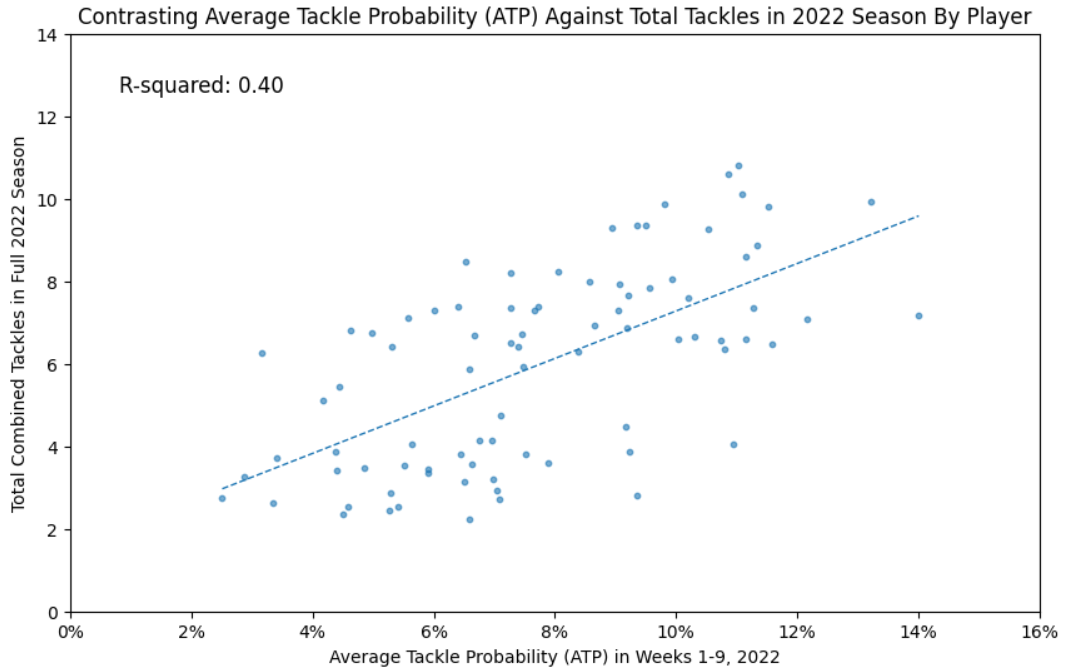 Contrasting Average Tackle Probability (ATP) Against Total Tackles in 2022 Season By Player
14
R-squared: 0.40
12
10
8
6
4
2
0
Total Combined Tackles in Full 2022 Season
0% 2% 4% 6% 8% 10% 12% 14% 16%
Average Tackle Probability (ATP) in Weeks 1-9, 2022